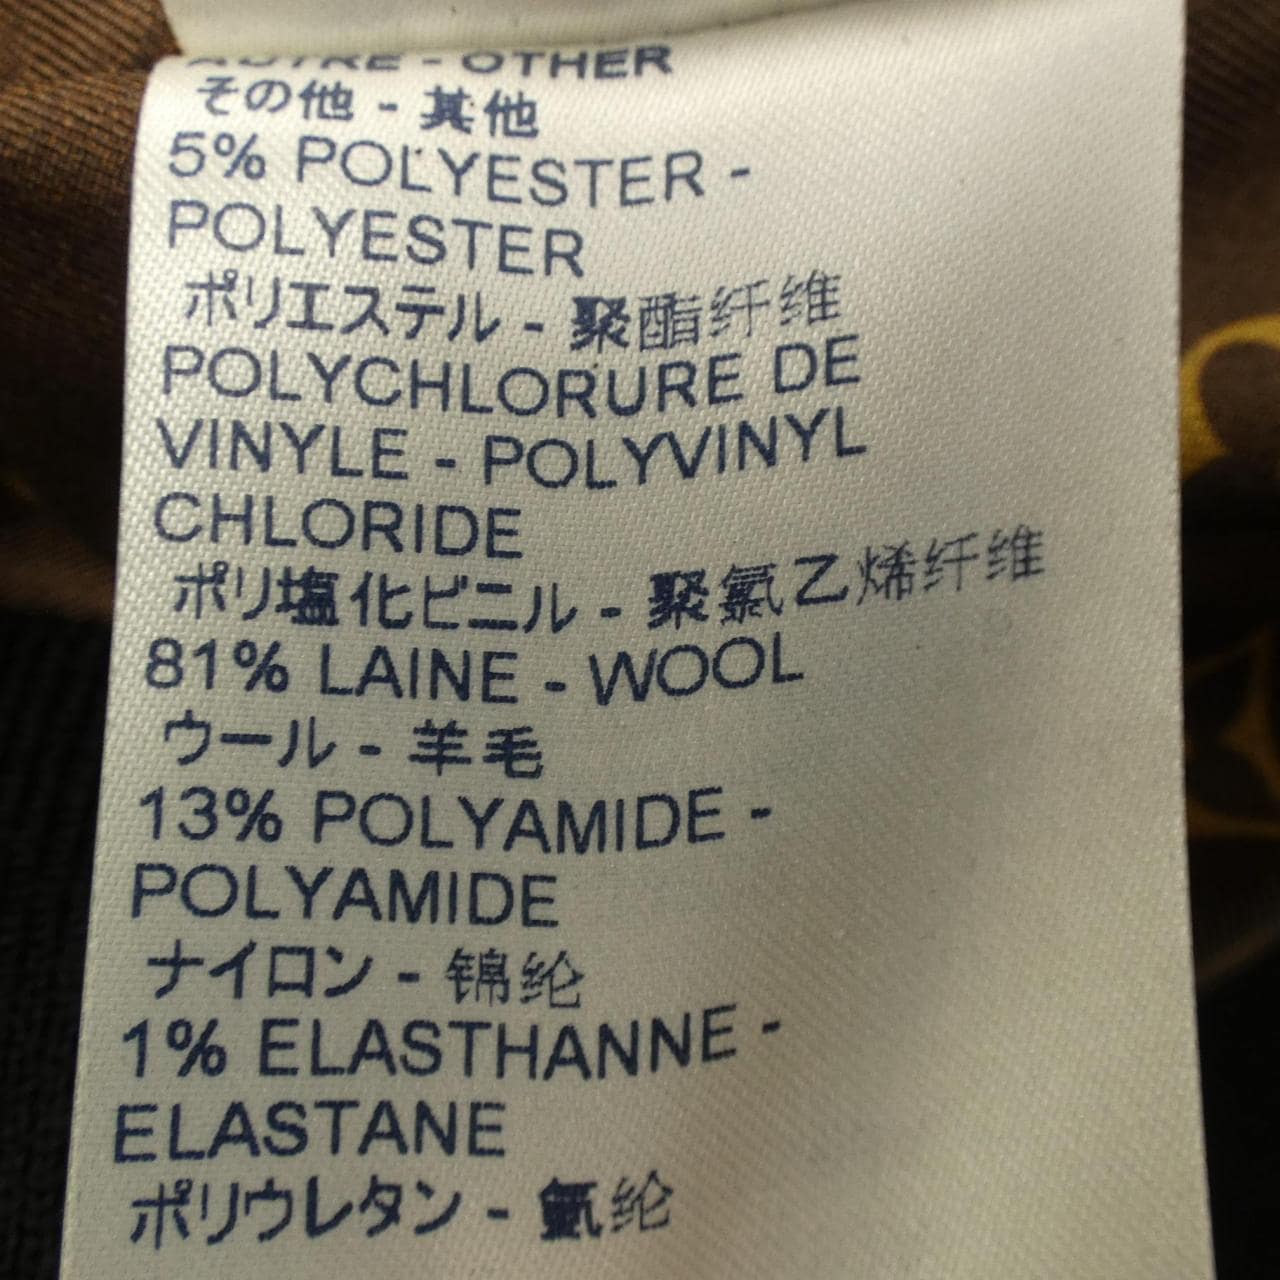 AUTRE - OTHER
その他 - 其他
5% POLYESTER -
POLYESTER
ポリエステル - 聚酯纤维
POLYCHLORURE DE
VINYLE - POLYVINYL
CHLORIDE
ポリ塩化ビニル - 聚氯乙烯纤维
81% LAINE - WOOL
ウール - 羊毛
13% POLYAMIDE -
POLYAMIDE
ナイロン - 锦纶
1% ELASTHANNE -
ELASTANE
ポリウレタン - 氨纶